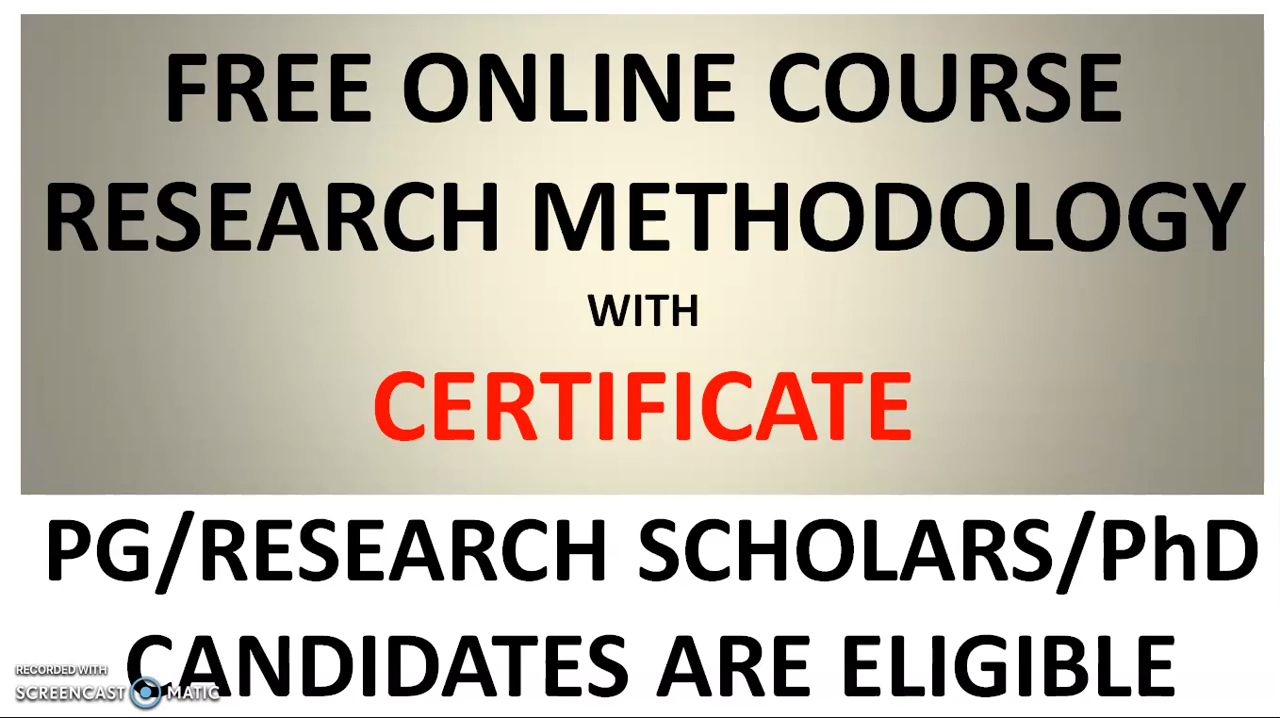 FREE ONLINE COURSE
RESEARCH METHODOLOGY
WITH
CERTIFICATE
PG/RESEARCH SCHOLARS/PhD
CANDIDATES ARE ELIGIBLE
RECORDED WITH
SCREENCAST MATIC